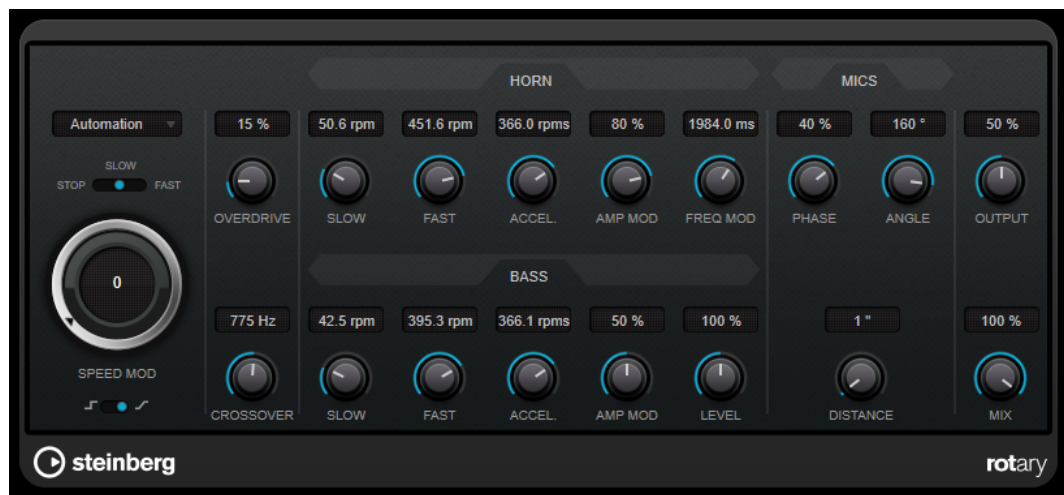 HORN MICS
Automation 15 % 50.6 rpm 451.6 rpm 366.0 rpms 80 % 1984.0 ms 40 % 160 ° 50 %
SLOW
STOP FAST
OVERDRIVE SLOW FAST ACCEL. AMP MOD FREQ MOD PHASE ANGLE OUTPUT
BASS
0
775 Hz 42.5 rpm 395.3 rpm 366.1 rpms 50 % 100 % 1 " 100 %
SPEED MOD
CROSSOVER SLOW FAST ACCEL. AMP MOD LEVEL DISTANCE MIX
steinberg rotary